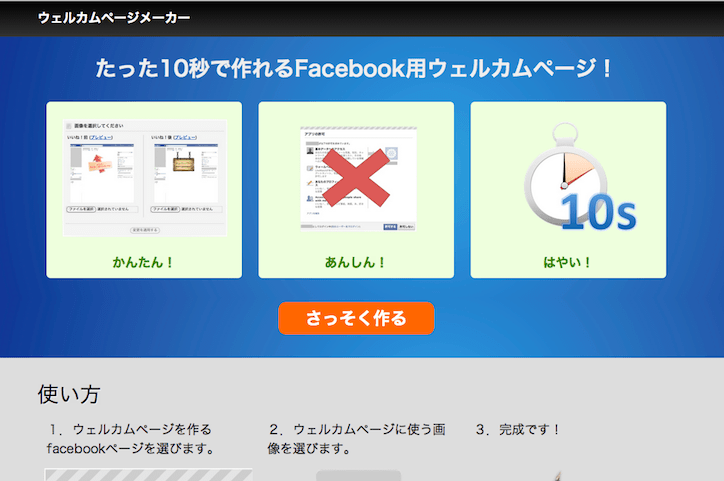 ウェルカムページメーカー
たった10秒で作れるFacebook用ウェルカムページ！
画像を選択してください
いいね！前 (プレビュー)
いいね！後 (プレビュー)
ファイルを選択 選択されていません
ファイルを選択 選択されていません
変更を適用する
アプリの許可
10s
かんたん！
あんしん！
はやい！
さっそく作る
使い方
１．ウェルカムページを作る
facebookページを選びます。
２．ウェルカムページに使う画
像を選びます。
３．完成です！